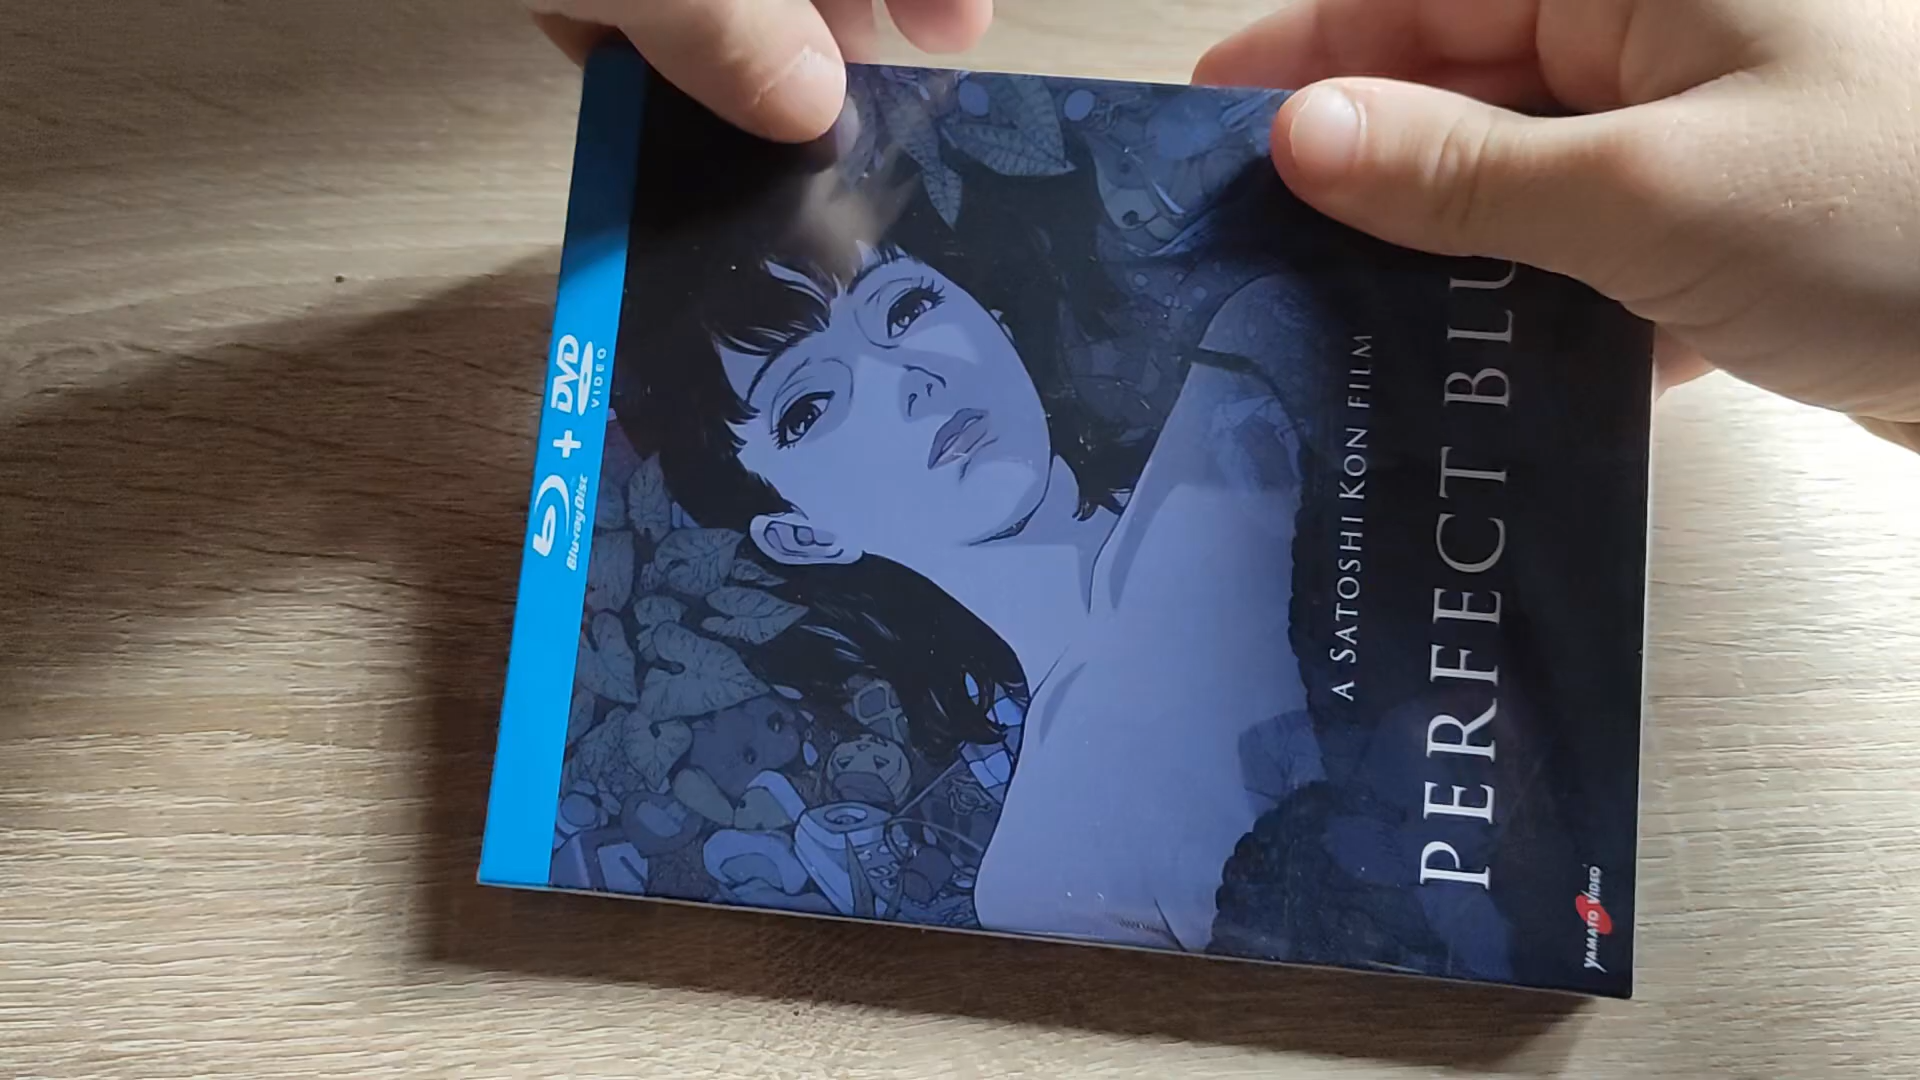 Blu-ray Disc + DVD VIDEO
A SATOSHI KON FILM
PERFECT BLU
YAMATO VIDEO